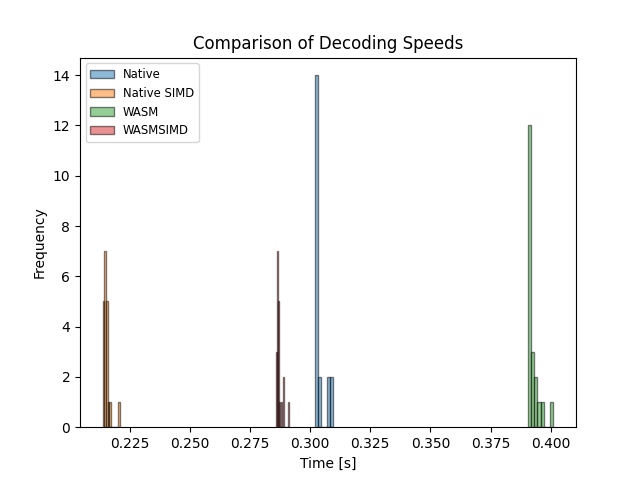 Comparison of Decoding Speeds
Native
Native SIMD
WASM
WASMSIMD
14
12
10
8
6
4
2
0
Frequency
0.225 0.250 0.275 0.300 0.325 0.350 0.375 0.400
Time [s]